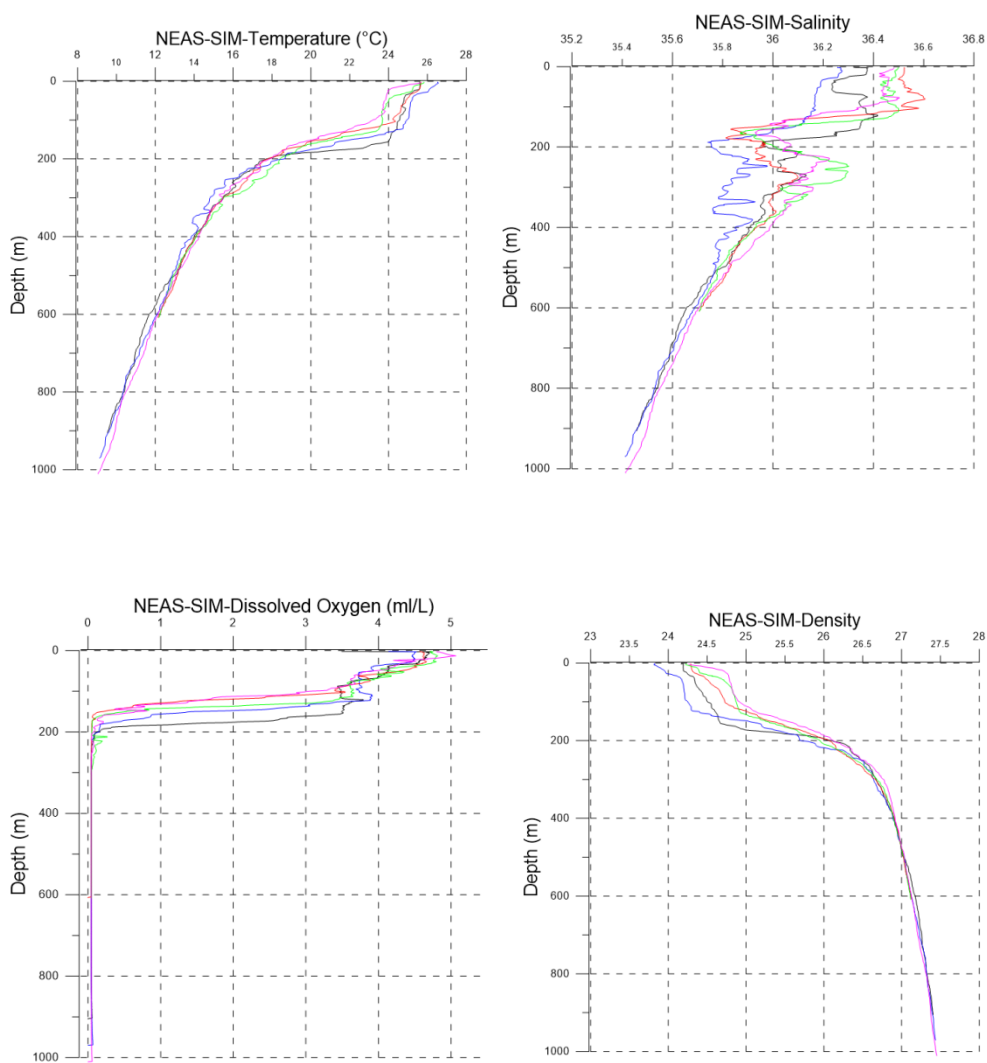 NEAS-SIM-Temperature (°C)
8 12 16 20 24 28
10 14 18 22 26
0
200
400
600
800
1000
Depth (m)
NEAS-SIM-Salinity
35.2 35.6 36 36.4 36.8
35.4 35.8 36.2 36.6
0
200
400
600
800
1000
Depth (m)
NEAS-SIM-Dissolved Oxygen (ml/L)
0 1 2 3 4 5
0
200
400
600
800
1000
Depth (m)
NEAS-SIM-Density
23 24 25 26 27 28
23.5 24.5 25.5 26.5 27.5
0
200
400
600
800
1000
Depth (m)